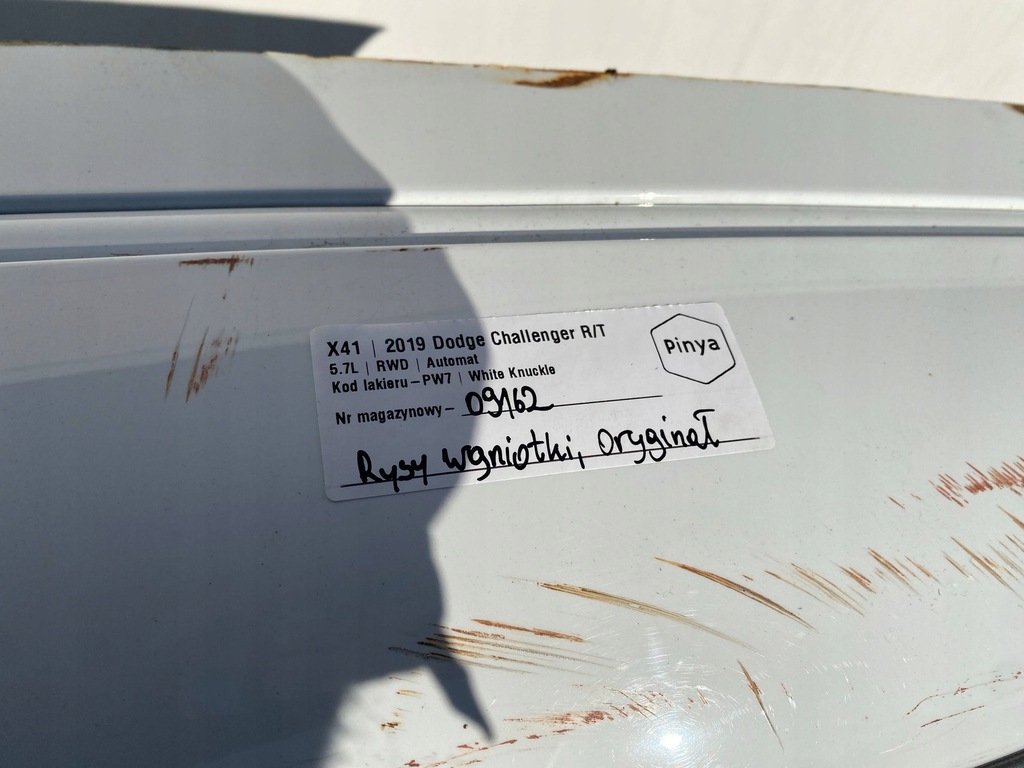 X41 | 2019 Dodge Challenger R/T
5.7L | RWD | Automat
Kod lakieru – PW7 | White Knuckle
Pinya
Nr magazynowy – 09162
Rysy wgniotki, oryginał